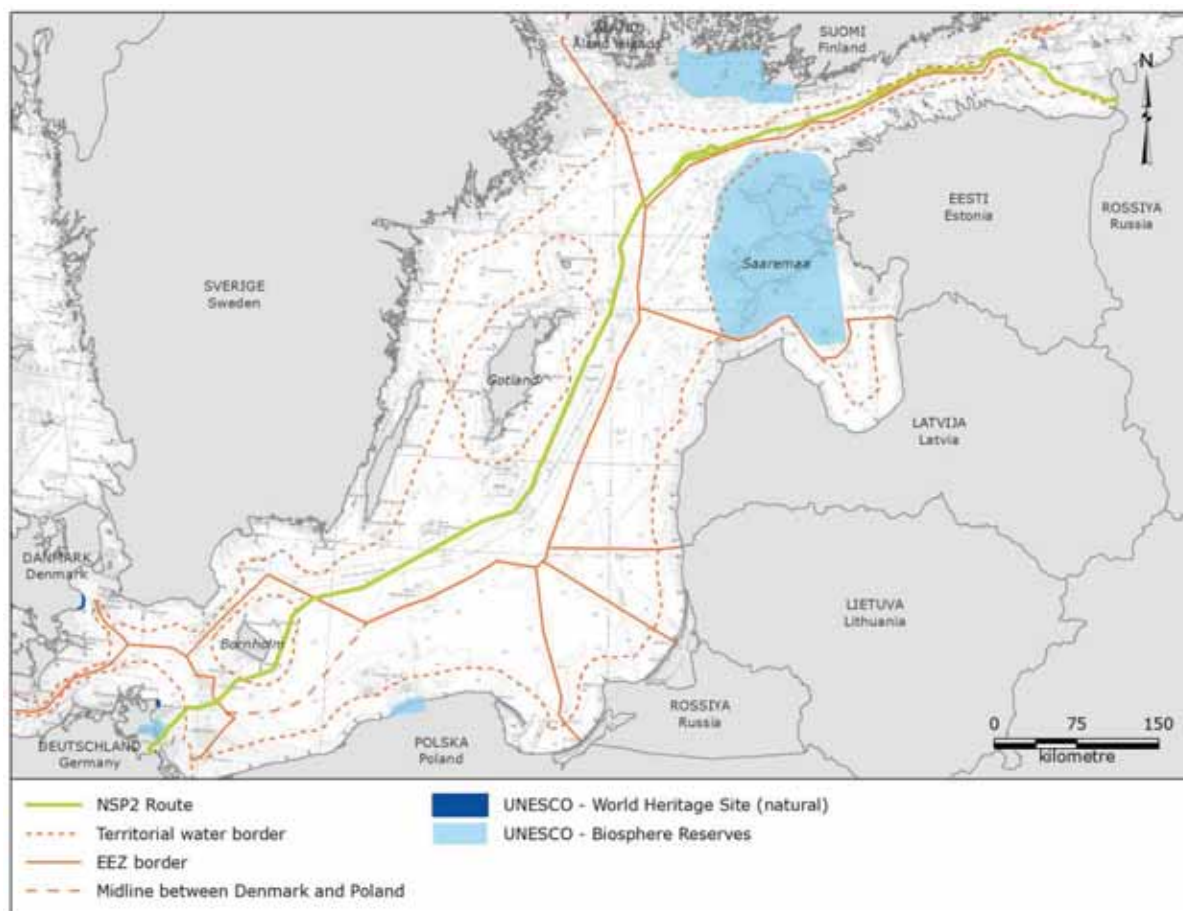 Åland Islands
SUOMI
Finland
N
EESTI
Estonia
ROSSIYA
Russia
Saaremaa
SVERIGE
Sweden
Gotland
LATVIJA
Latvia
DANMARK
Denmark
LIETUVA
Lithuania
Bornholm
ROSSIYA
Russia
DEUTSCHLAND
Germany
POLSKA
Poland
0 75 150
kilometre
NSP2 Route
Territorial water border
EEZ border
Midline between Denmark and Poland
UNESCO - World Heritage Site (natural)
UNESCO - Biosphere Reserves